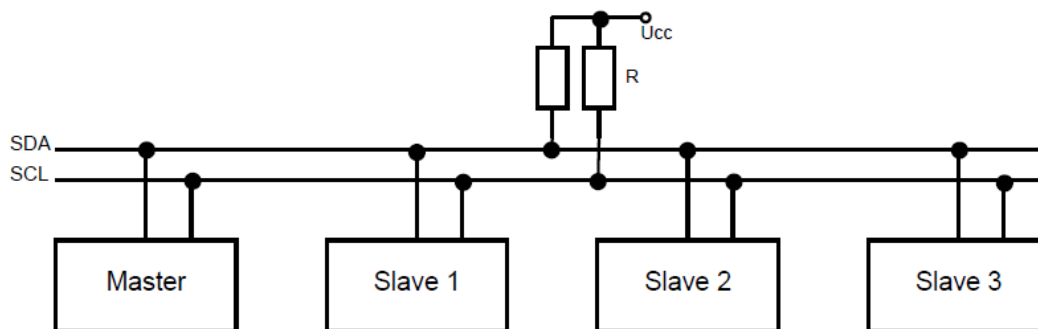 Ucc
R
SDA
SCL
Master
Slave 1
Slave 2
Slave 3